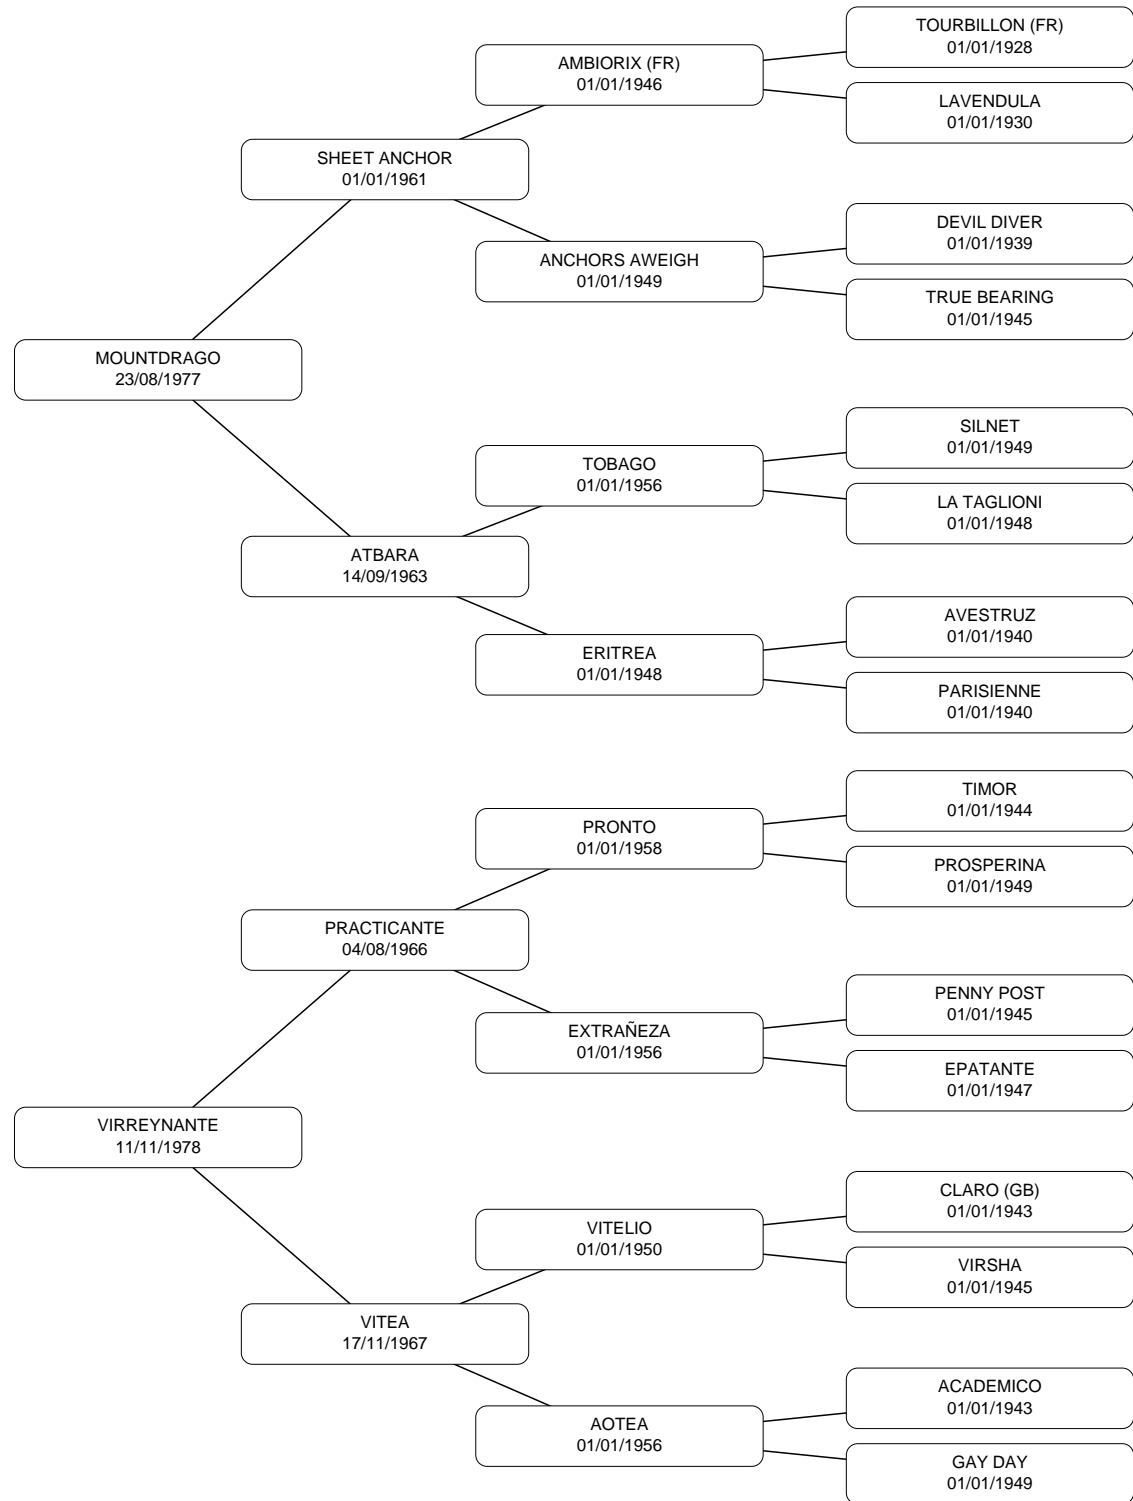 TOURBILLON (FR)
01/01/1928
AMBIORIX (FR)
01/01/1946
LAVENDULA
01/01/1930
SHEET ANCHOR
01/01/1961
DEVIL DIVER
01/01/1939
ANCHORS AWEIGH
01/01/1949
TRUE BEARING
01/01/1945
MOUNTDRAGO
23/08/1977
SILNET
01/01/1949
TOBAGO
01/01/1956
LA TAGLIONI
01/01/1948
ATBARA
14/09/1963
AVESTRUZ
01/01/1940
ERITREA
01/01/1948
PARISIENNE
01/01/1940
TIMOR
01/01/1944
PRONTO
01/01/1958
PROSPERINA
01/01/1949
PRACTICANTE
04/08/1966
PENNY POST
01/01/1945
EXTRAÑEZA
01/01/1956
EPATANTE
01/01/1947
VIRREYNANTE
11/11/1978
CLARO (GB)
01/01/1943
VITELIO
01/01/1950
VIRSHA
01/01/1945
VITEA
17/11/1967
ACADEMICO
01/01/1943
AOTEA
01/01/1956
GAY DAY
01/01/1949